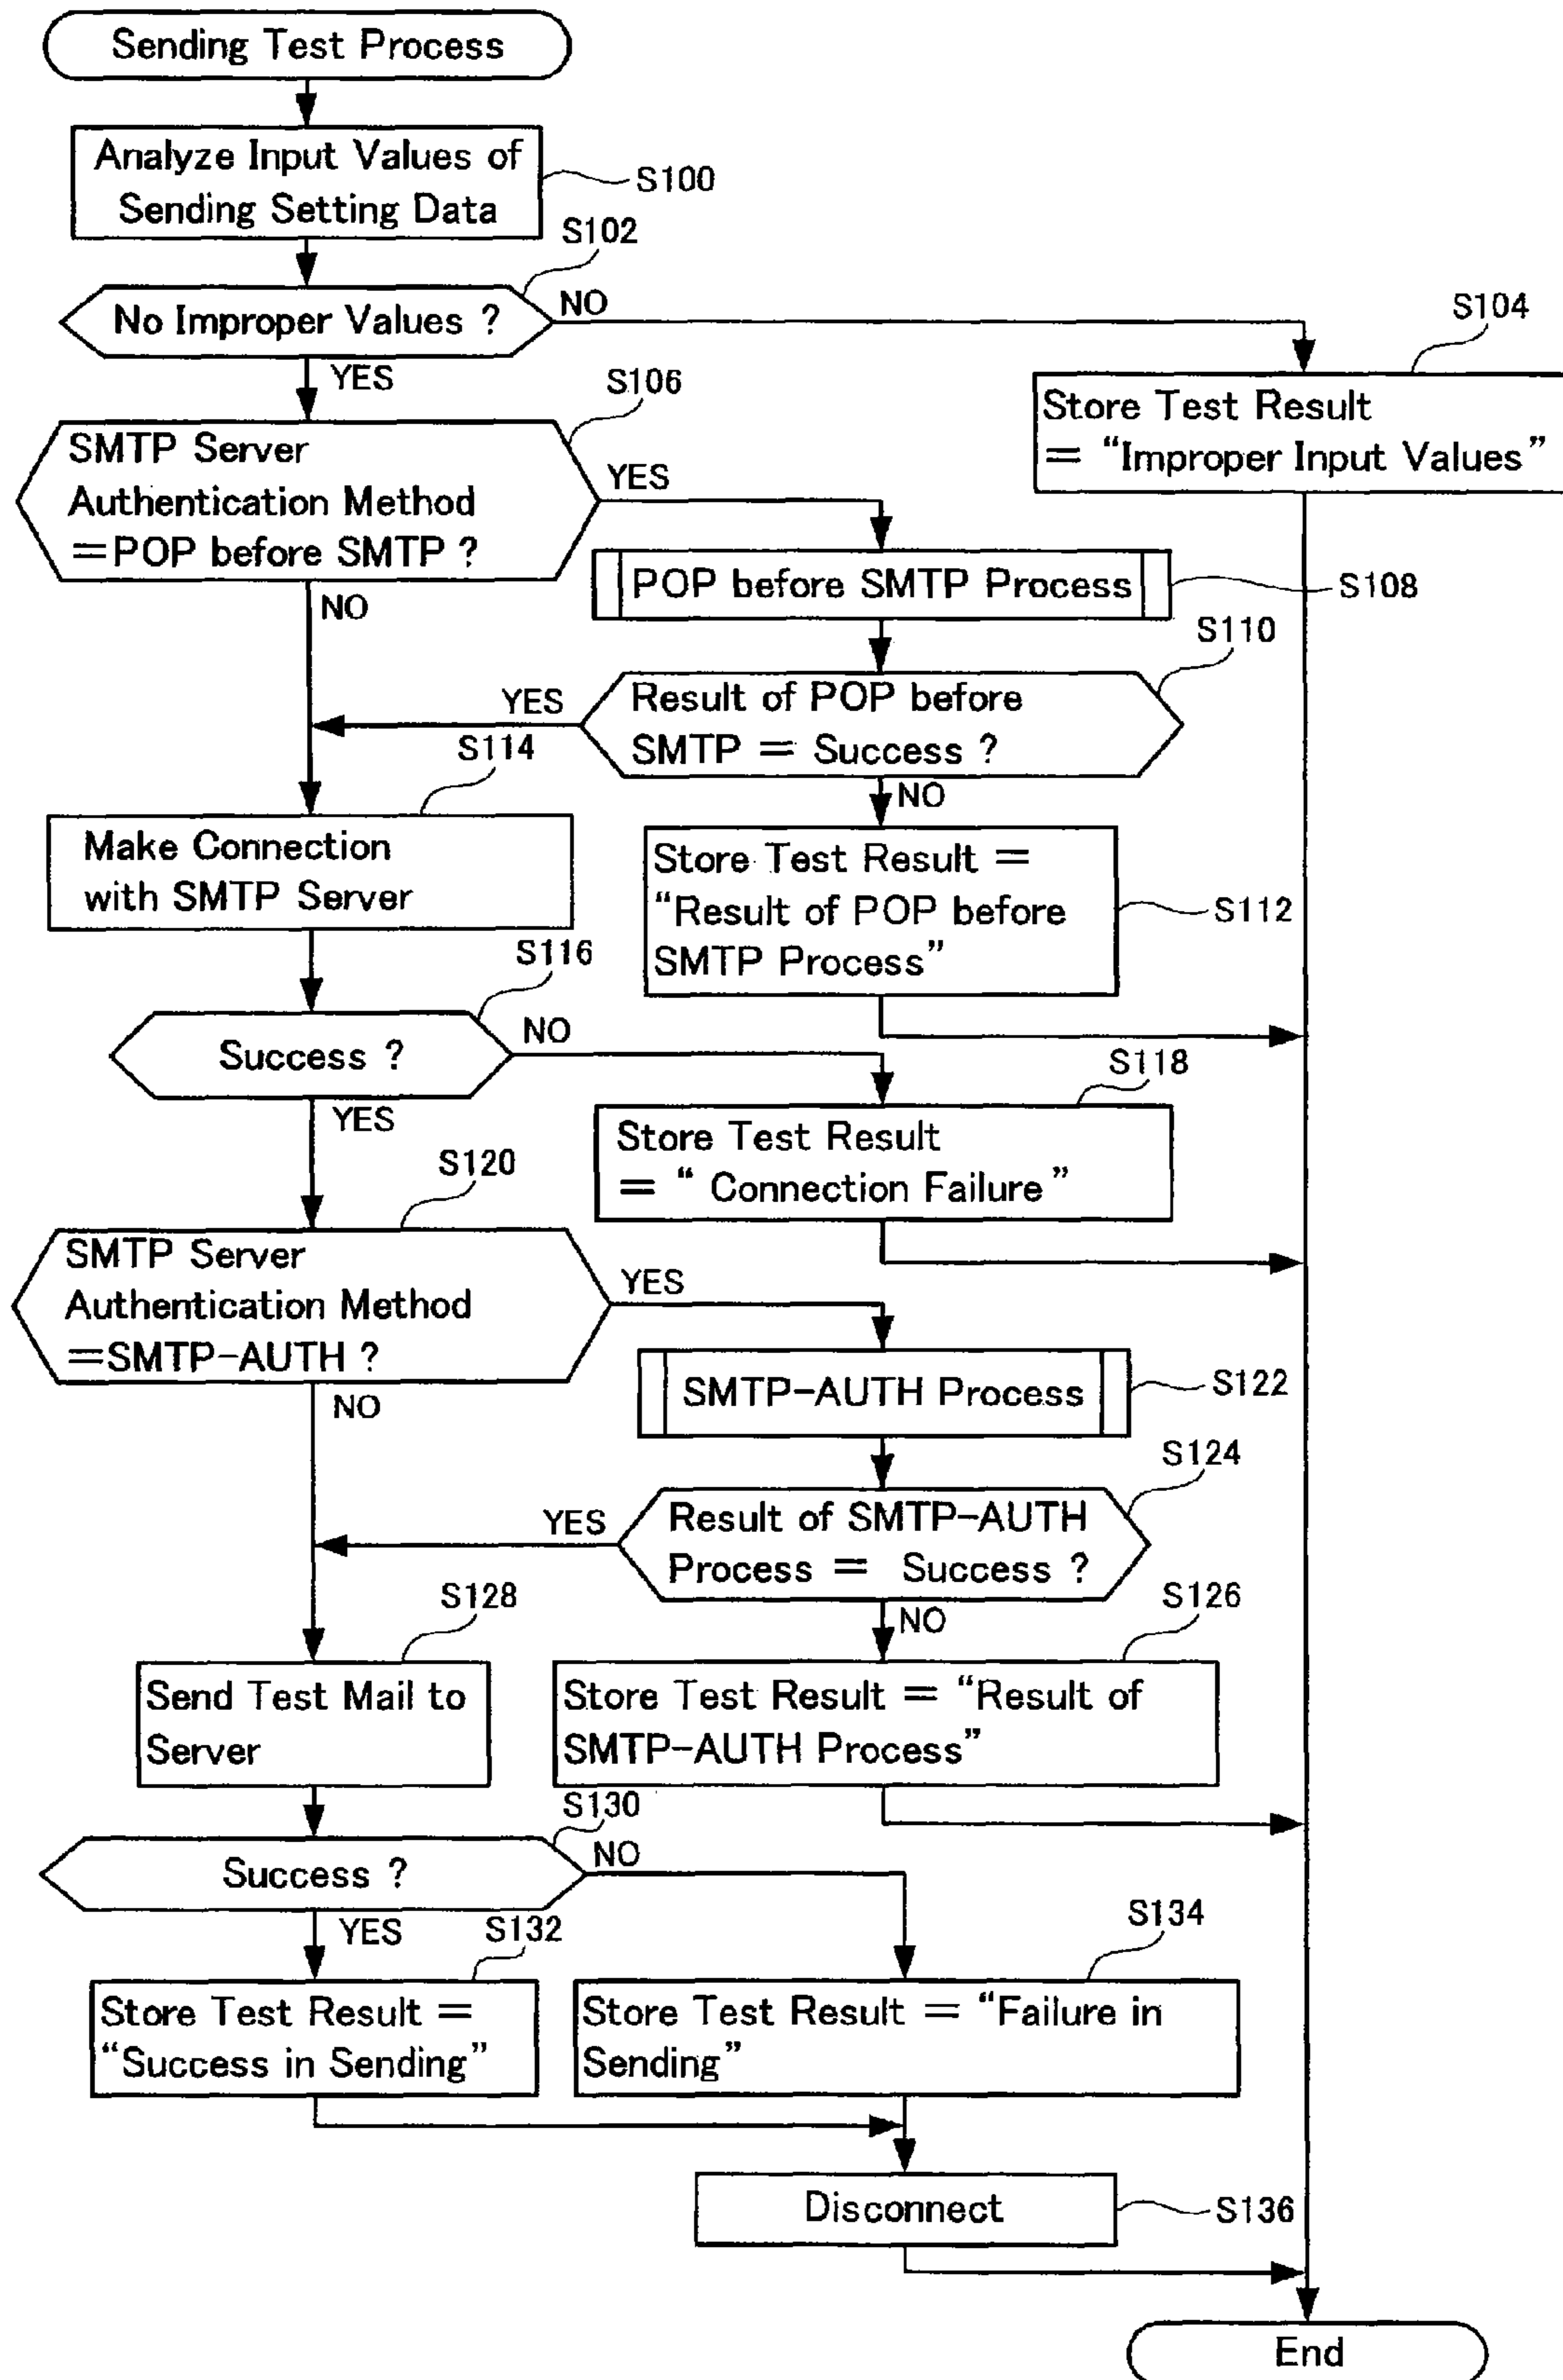 Sending Test Process
Analyze Input Values of
Sending Setting Data
S100
S102
No Improper Values ?
NO
YES
S104
Store Test Result
= “Improper Input Values”
S106
SMTP Server
Authentication Method
=POP before SMTP ?
YES
NO
POP before SMTP Process
S108
S110
Result of POP before
SMTP = Success ?
YES
NO
S114
Make Connection
with SMTP Server
Store Test Result =
“Result of POP before
SMTP Process”
S112
S116
Success ?
NO
YES
S118
Store Test Result
= “ Connection Failure ”
S120
SMTP Server
Authentication Method
=SMTP-AUTH ?
YES
NO
SMTP-AUTH Process
S122
S124
Result of SMTP-AUTH
Process = Success ?
YES
NO
S128
Send Test Mail to
Server
S126
Store Test Result = “Result of
SMTP-AUTH Process”
S130
Success ?
NO
YES
S132
Store Test Result =
“Success in Sending”
S134
Store Test Result = “Failure in
Sending”
Disconnect
S136
End